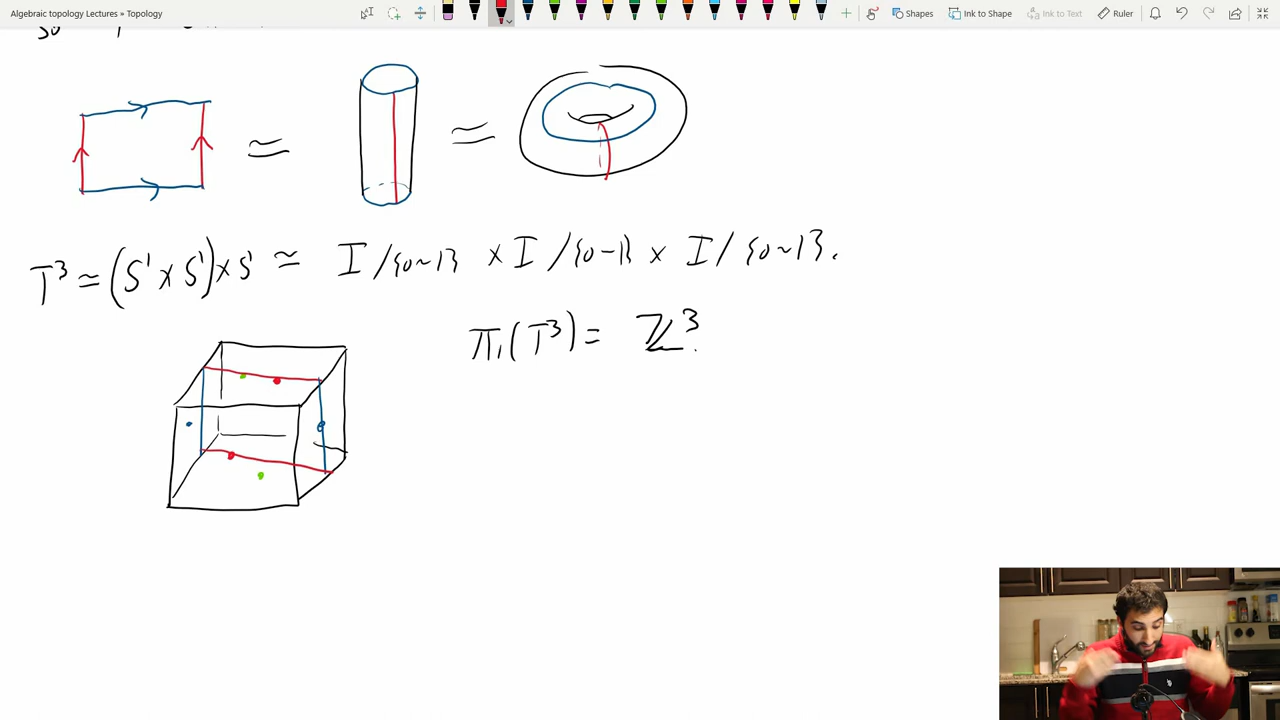 Algebraic topology Lectures » Topology
Shapes
Ink to Shape
Ink to Text
Ruler
so
≃ ≃
T³ ≃ (S¹ × S¹) × S¹ ≃ I/{0~1} × I/{0~1} × I/{0~1}.
π₁(T³) = ℤ³.